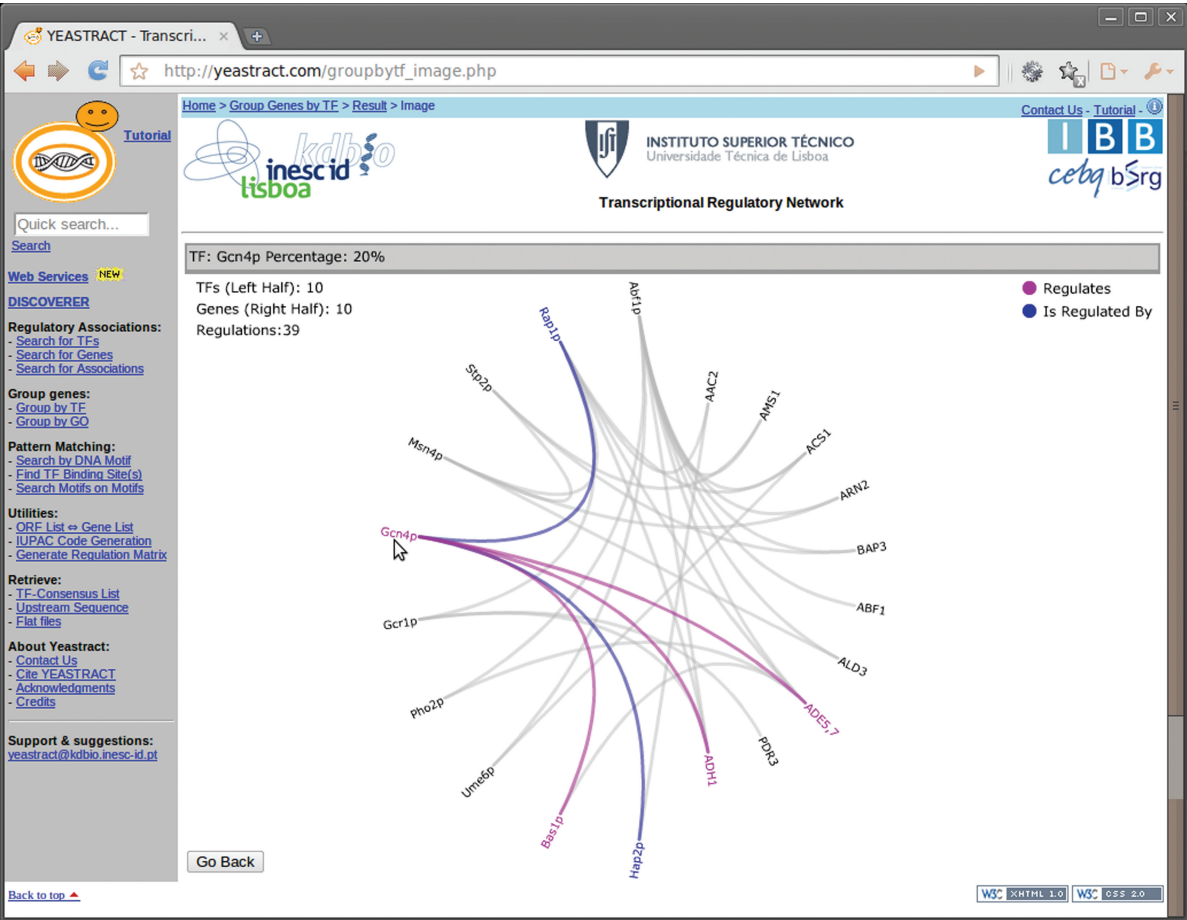 YEASTRACT - Transcri...
http://yeastract.com/groupbytf_image.php
Tutorial
Quick search...
Search
Web Services NEW
DISCOVERER
Regulatory Associations:
- Search for TFs
- Search for Genes
- Search for Associations
Group genes:
- Group by TF
- Group by GO
Pattern Matching:
- Search by DNA Motif
- Find TF Binding Site(s)
- Search Motifs on Motifs
Utilities:
- ORF List ⇔ Gene List
- IUPAC Code Generation
- Generate Regulation Matrix
Retrieve:
- TF-Consensus List
- Upstream Sequence
- Flat files
About Yeastract:
- Contact Us
- Cite YEASTRACT
- Acknowledgments
- Credits
Support & suggestions:
yeastract@kdbio.inesc-id.pt
Back to top
Home > Group Genes by TF > Result > Image
Contact Us - Tutorial -
kdbio
inesc id
lisboa
INSTITUTO SUPERIOR TÉCNICO
Universidade Técnica de Lisboa
IBB
cebq bSrg
Transcriptional Regulatory Network
TF: Gcn4p Percentage: 20%
TFs (Left Half): 10
Genes (Right Half): 10
Regulations:39
Regulates
Is Regulated By
Abf1p
Rap1p
Stp2p
Msn4p
Gcn4p
Gcr1p
Pho2p
Ume6p
Bas1p
Hap2p
AAC2
AMS1
ACS1
ARN2
BAP3
ABF1
ALD3
ADE5,7
PDR3
ADH1
Go Back
W3C XHTML 1.0
W3C CSS 2.0